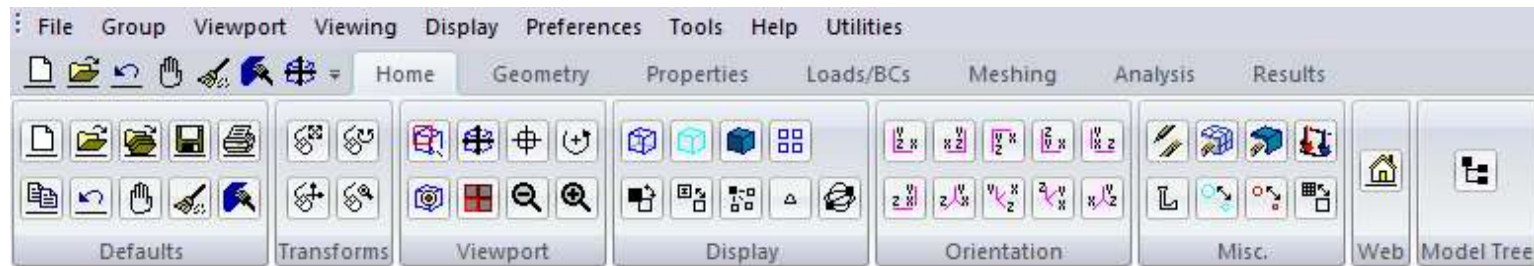 File Group Viewport Viewing Display Preferences Tools Help Utilities
Home Geometry Properties Loads/BCs Meshing Analysis Results
Defaults Transforms Viewport Display Orientation Misc. Web Model Tree